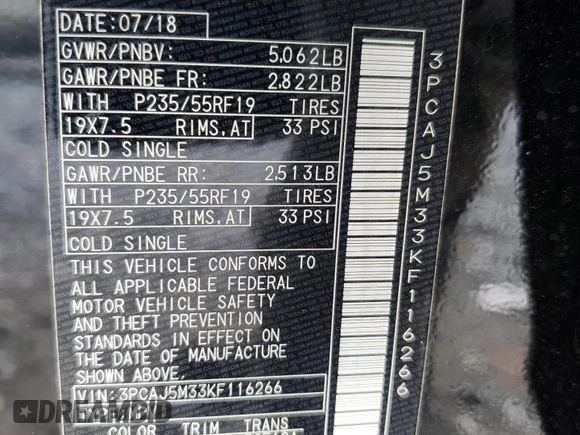 DATE:07/18
GVWR/PNBV: 5.062LB
GAWR/PNBE FR: 2.822LB
WITH P235/55RF19 TIRES
19X7.5 RIMS.AT 33 PSI
COLD SINGLE
GAWR/PNBE RR: 2.513LB
WITH P235/55RF19 TIRES
19X7.5 RIMS.AT 33 PSI
COLD SINGLE
THIS VEHICLE CONFORMS TO
ALL APPLICABLE FEDERAL
MOTOR VEHICLE SAFETY
AND THEFT PREVENTION
STANDARDS IN EFFECT ON
THE DATE OF MANUFACTURE
SHOWN ABOVE.
VIN:3PCAJ5M33KF116266
COLOR TRIM TRANS
3PCAJ5M33KF116266
DEALER HISTORY